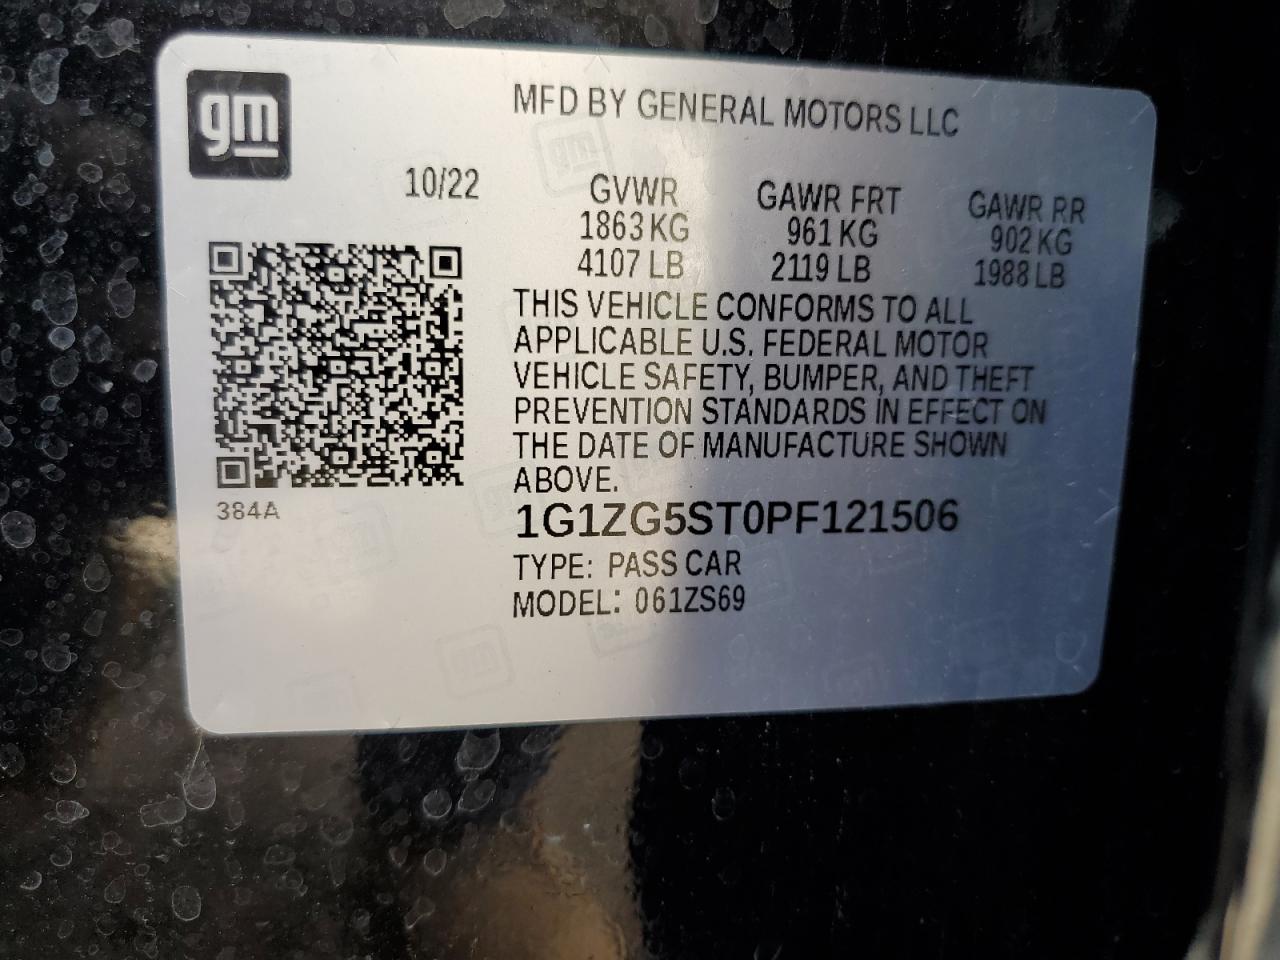 gm
MFD BY GENERAL MOTORS LLC
10/22
GVWR GAWR FRT GAWR RR
1863 KG 961 KG 902 KG
4107 LB 2119 LB 1988 LB
THIS VEHICLE CONFORMS TO ALL
APPLICABLE U.S. FEDERAL MOTOR
VEHICLE SAFETY, BUMPER, AND THEFT
PREVENTION STANDARDS IN EFFECT ON
THE DATE OF MANUFACTURE SHOWN
ABOVE.
384A
1G1ZG5ST0PF121506
TYPE: PASS CAR
MODEL: 061ZS69